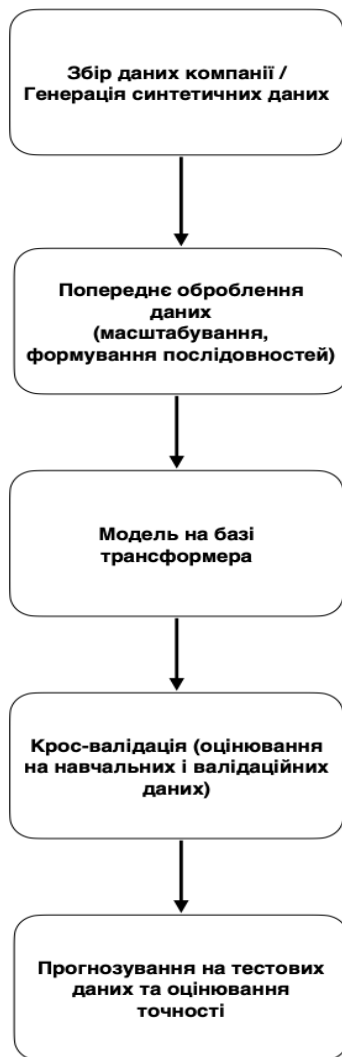 Збір даних компанії /
Генерація синтетичних даних
Попереднє оброблення
даних
(масштабування,
формування послідовностей)
Модель на базі
трансформера
Крос-валідація (оцінювання
на навчальних і валідаційних
даних)
Прогнозування на тестових
даних та оцінювання
точності